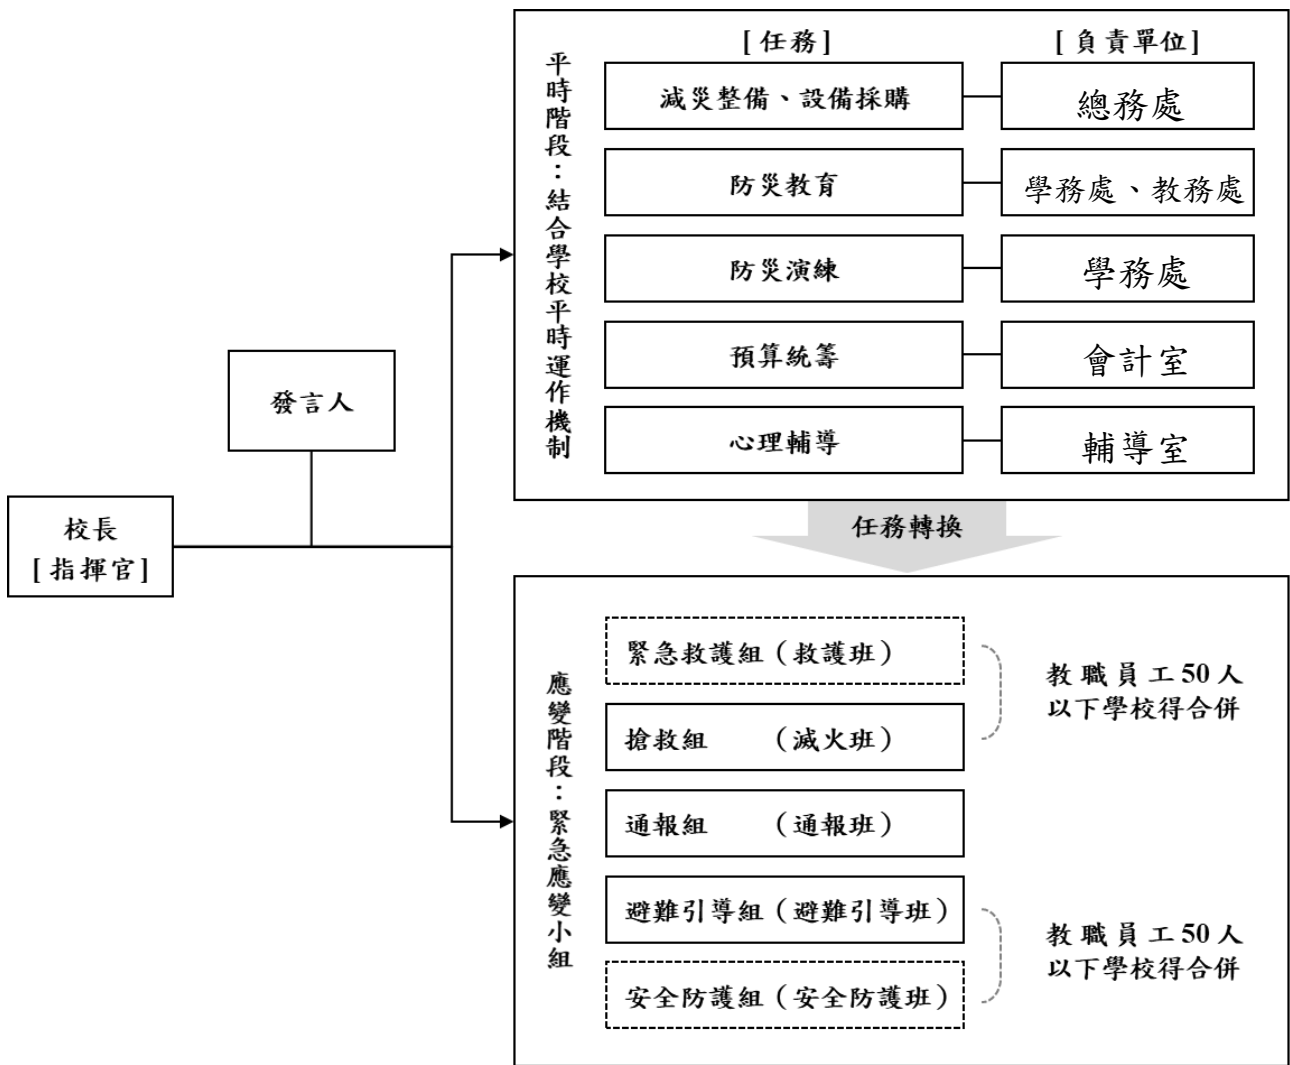 校長
[指揮官]
發言人
平時階段：結合學校平時運作機制
[任務]
[負責單位]
減災整備、設備採購
總務處
防災教育
學務處、教務處
防災演練
學務處
預算統籌
會計室
心理輔導
輔導室
任務轉換
應變階段：緊急應變小組
緊急救護組（救護班）
搶救組　　（滅火班）
教職員工50人
以下學校得合併
通報組　　（通報班）
避難引導組（避難引導班）
安全防護組（安全防護班）
教職員工50人
以下學校得合併